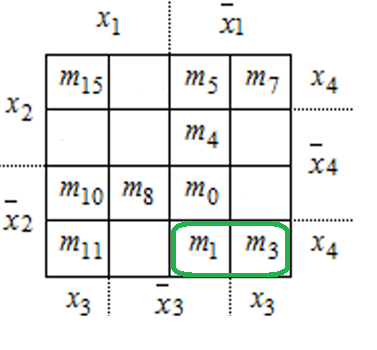 x₁ x̄₁
m₁₅ m₅ m₇ x₄
x₂
m₄
x̄₄
m₁₀ m₈ m₀
x̄₂
m₁₁ m₁ m₃ x₄
x₃ x̄₃ x₃